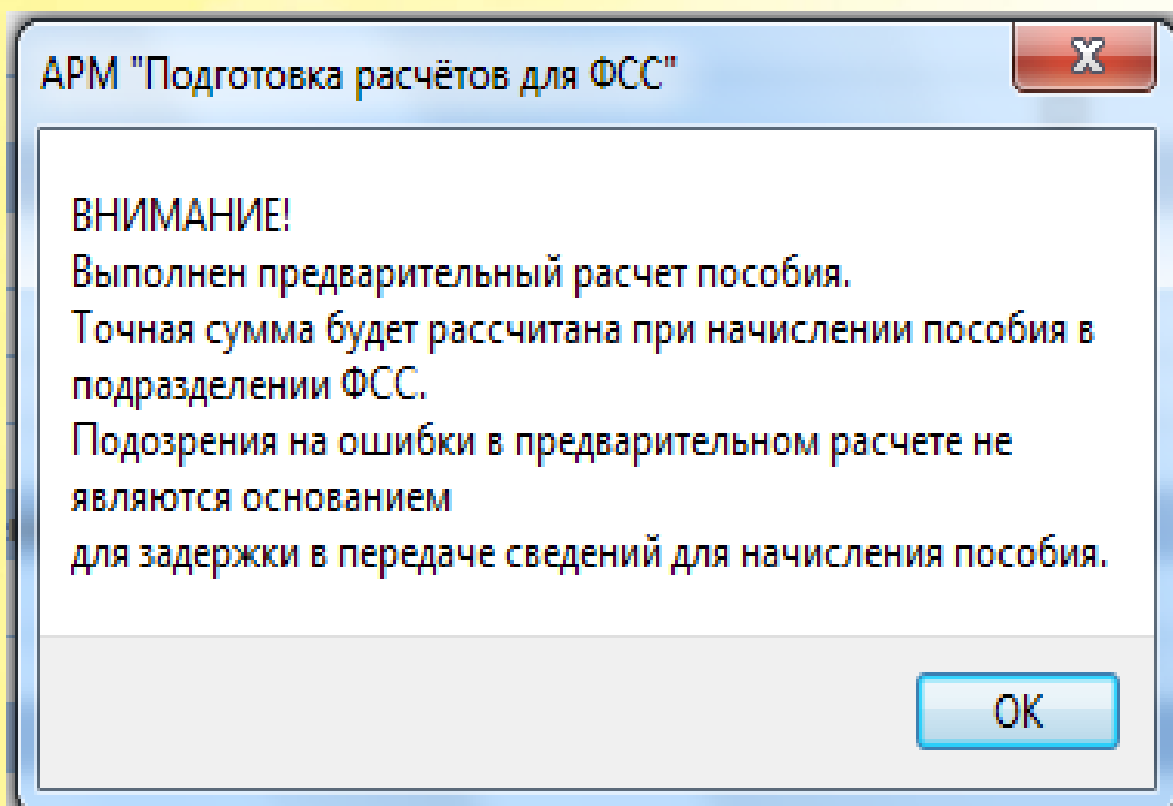 АРМ "Подготовка расчётов для ФСС"
ВНИМАНИЕ!
Выполнен предварительный расчет пособия.
Точная сумма будет рассчитана при начислении пособия в
подразделении ФСС.
Подозрения на ошибки в предварительном расчете не
являются основанием
для задержки в передаче сведений для начисления пособия.
ОК